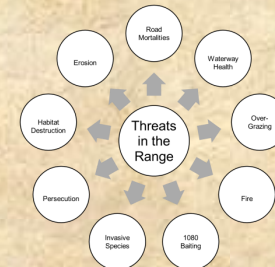 Road
Mortalities
Waterway
Health
Over-
Grazing
Fire
1080
Baiting
Invasive
Species
Persecution
Habitat
Destruction
Erosion
Threats
in the
Range